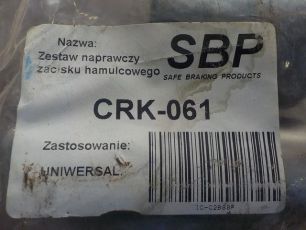 Nazwa:
Zestaw naprawczy
zacisku hamulcowego
SBP
SAFE BRAKING PRODUCTS
CRK-061
Zastosowanie:
UNIWERSAL.